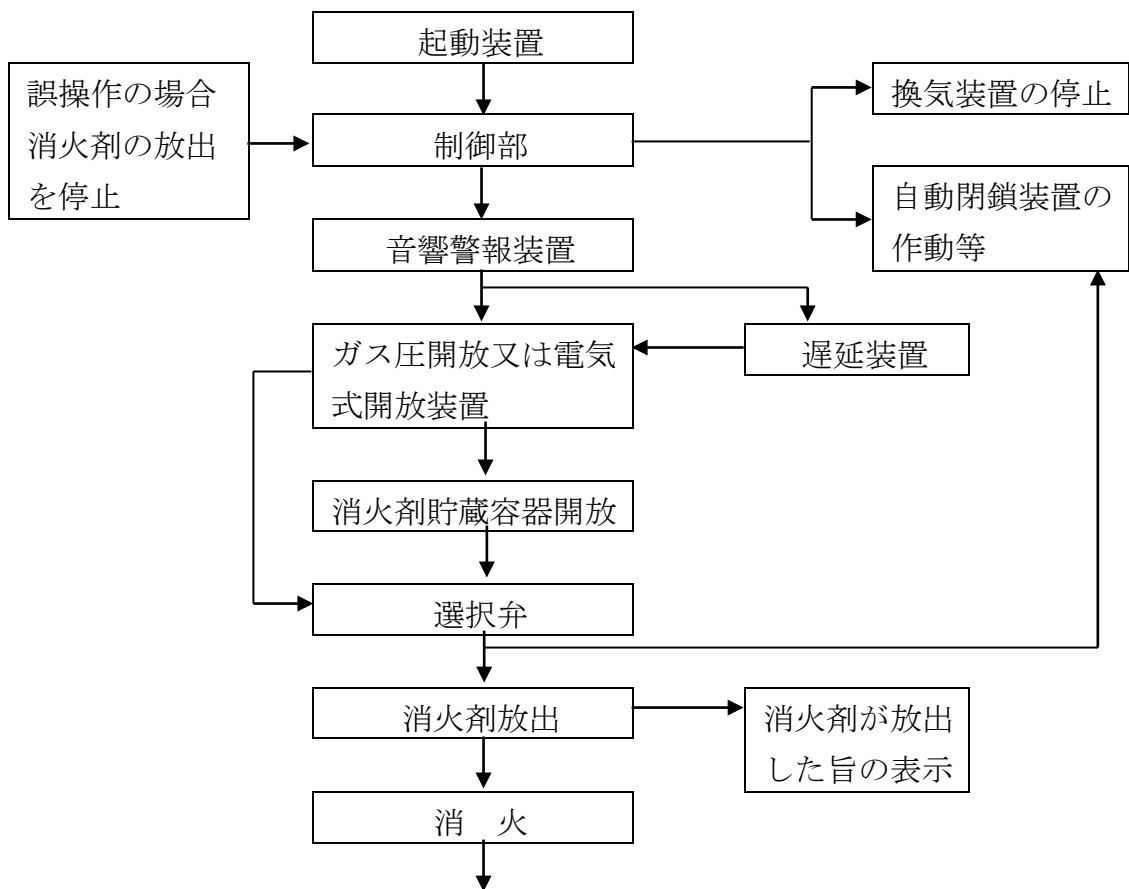 起動装置
誤操作の場合
消火剤の放出
を停止
換気装置の停止
制御部
自動閉鎖装置の
作動等
音響警報装置
ガス圧開放又は電気
式開放装置
遅延装置
消火剤貯蔵容器開放
選択弁
消火剤放出
消火剤が放出
した旨の表示
消　火